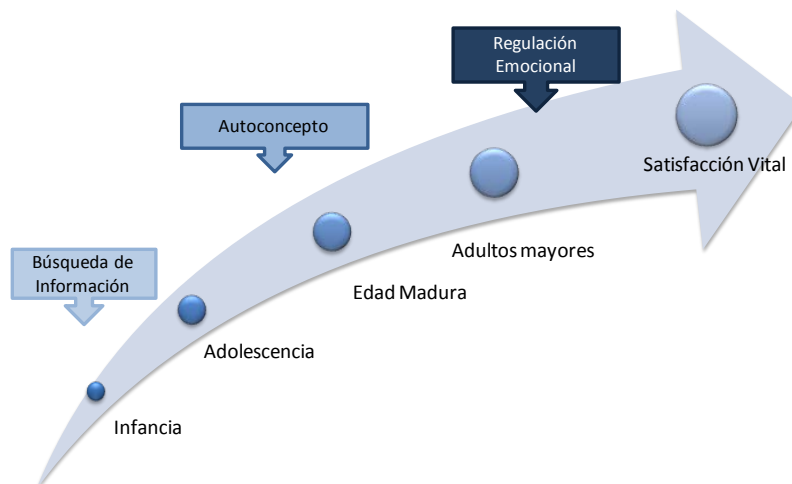 Regulación
Emocional
Autoconcepto
Satisfacción Vital
Adultos mayores
Búsqueda de
Información
Edad Madura
Adolescencia
Infancia